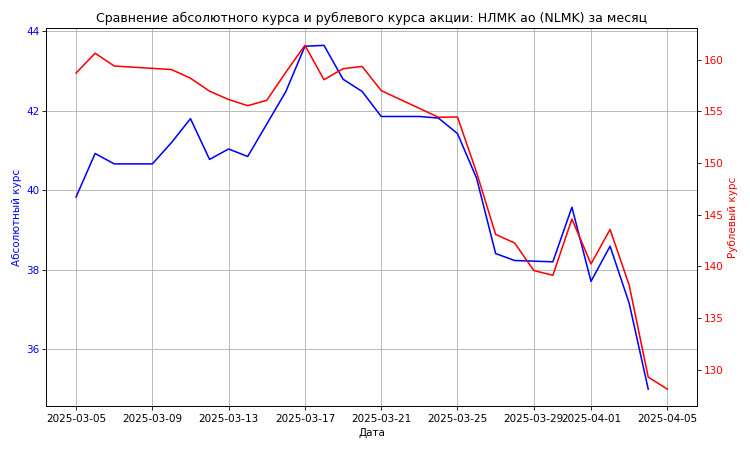 Сравнение абсолютного курса и рублевого курса акции: НЛМК ао (NLMK) за месяц
44
42
40
38
36
Абсолютный курс
160
155
150
145
140
135
130
Рублевый курс
2025-03-05 2025-03-09 2025-03-13 2025-03-17 2025-03-21 2025-03-25 2025-03-29 2025-04-01 2025-04-05
Дата